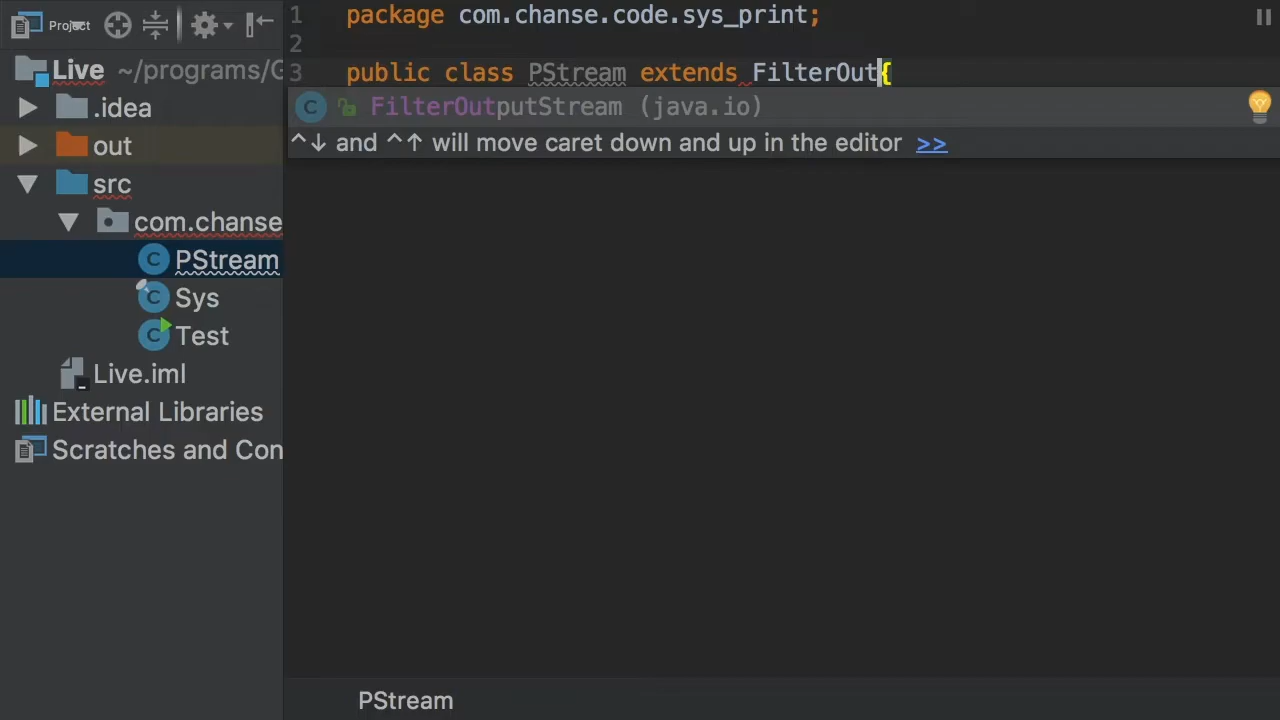 Project
Live ~/programs/G
.idea
out
src
com.chanse
PStream
Sys
Test
Live.iml
External Libraries
Scratches and Con
1 package com.chanse.code.sys_print;
2
3 public class PStream extends FilterOut{
FilterOutputStream (java.io)
^↓ and ^↑ will move caret down and up in the editor >>
PStream